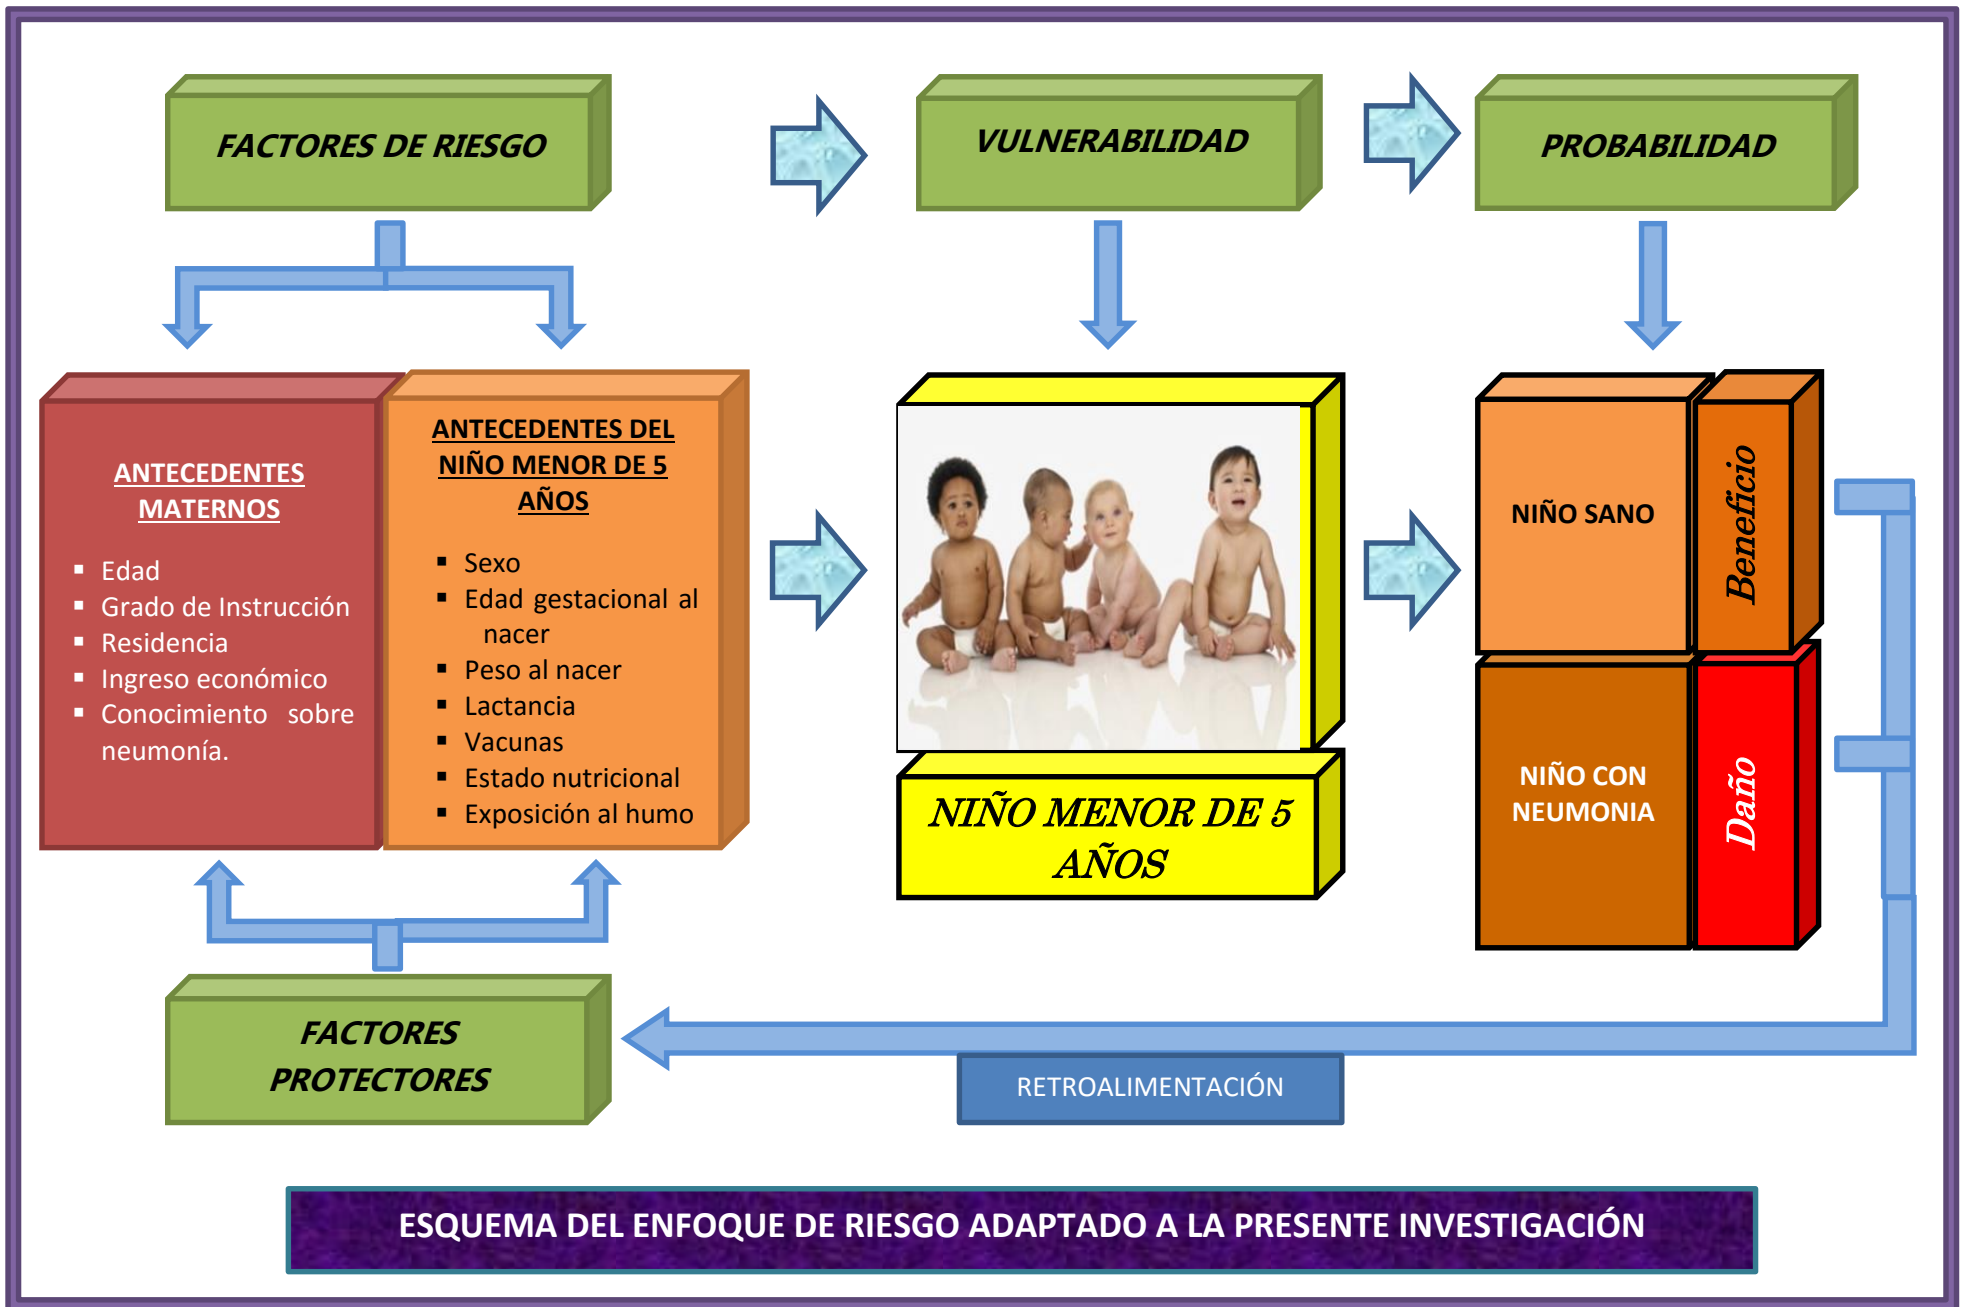 FACTORES DE RIESGO
VULNERABILIDAD
PROBABILIDAD
ANTECEDENTES
MATERNOS
▪ Edad
▪ Grado de Instrucción
▪ Residencia
▪ Ingreso económico
▪ Conocimiento sobre
neumonía.
ANTECEDENTES DEL
NIÑO MENOR DE 5
AÑOS
▪ Sexo
▪ Edad gestacional al
nacer
▪ Peso al nacer
▪ Lactancia
▪ Vacunas
▪ Estado nutricional
▪ Exposición al humo
NIÑO MENOR DE 5
AÑOS
NIÑO SANO
Beneficio
NIÑO CON
NEUMONIA
Daño
FACTORES
PROTECTORES
RETROALIMENTACIÓN
ESQUEMA DEL ENFOQUE DE RIESGO ADAPTADO A LA PRESENTE INVESTIGACIÓN